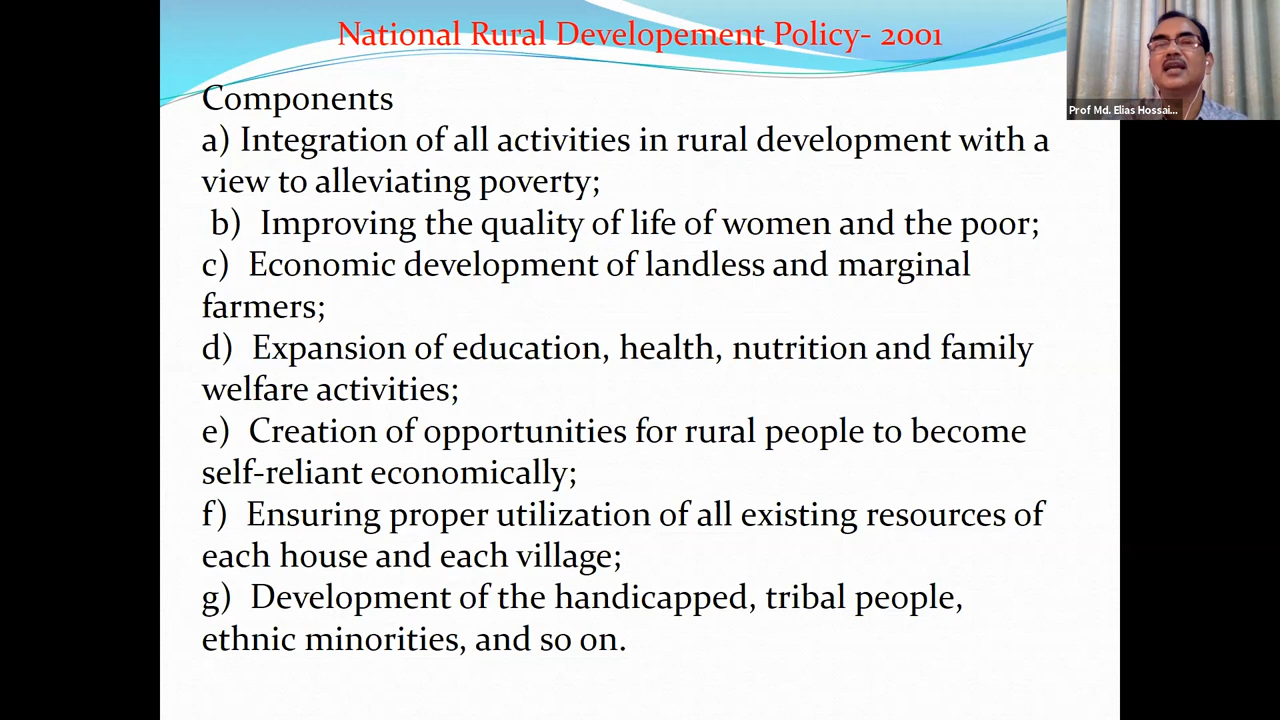 National Rural Developement Policy- 2001
Prof Md. Elias Hossai...
Components
a) Integration of all activities in rural development with a
view to alleviating poverty;
b) Improving the quality of life of women and the poor;
c) Economic development of landless and marginal
farmers;
d) Expansion of education, health, nutrition and family
welfare activities;
e) Creation of opportunities for rural people to become
self-reliant economically;
f) Ensuring proper utilization of all existing resources of
each house and each village;
g) Development of the handicapped, tribal people,
ethnic minorities, and so on.